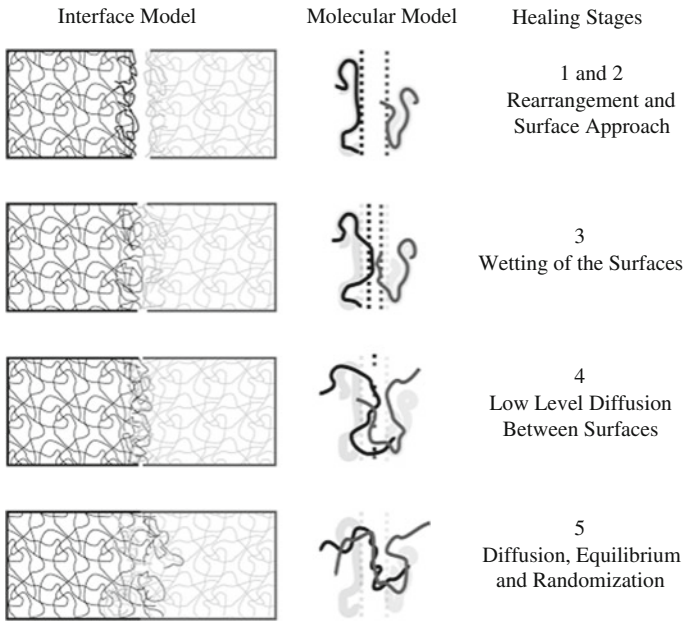 Interface Model
Molecular Model
Healing Stages
1 and 2
Rearrangement and
Surface Approach
3
Wetting of the Surfaces
4
Low Level Diffusion
Between Surfaces
5
Diffusion, Equilibrium
and Randomization